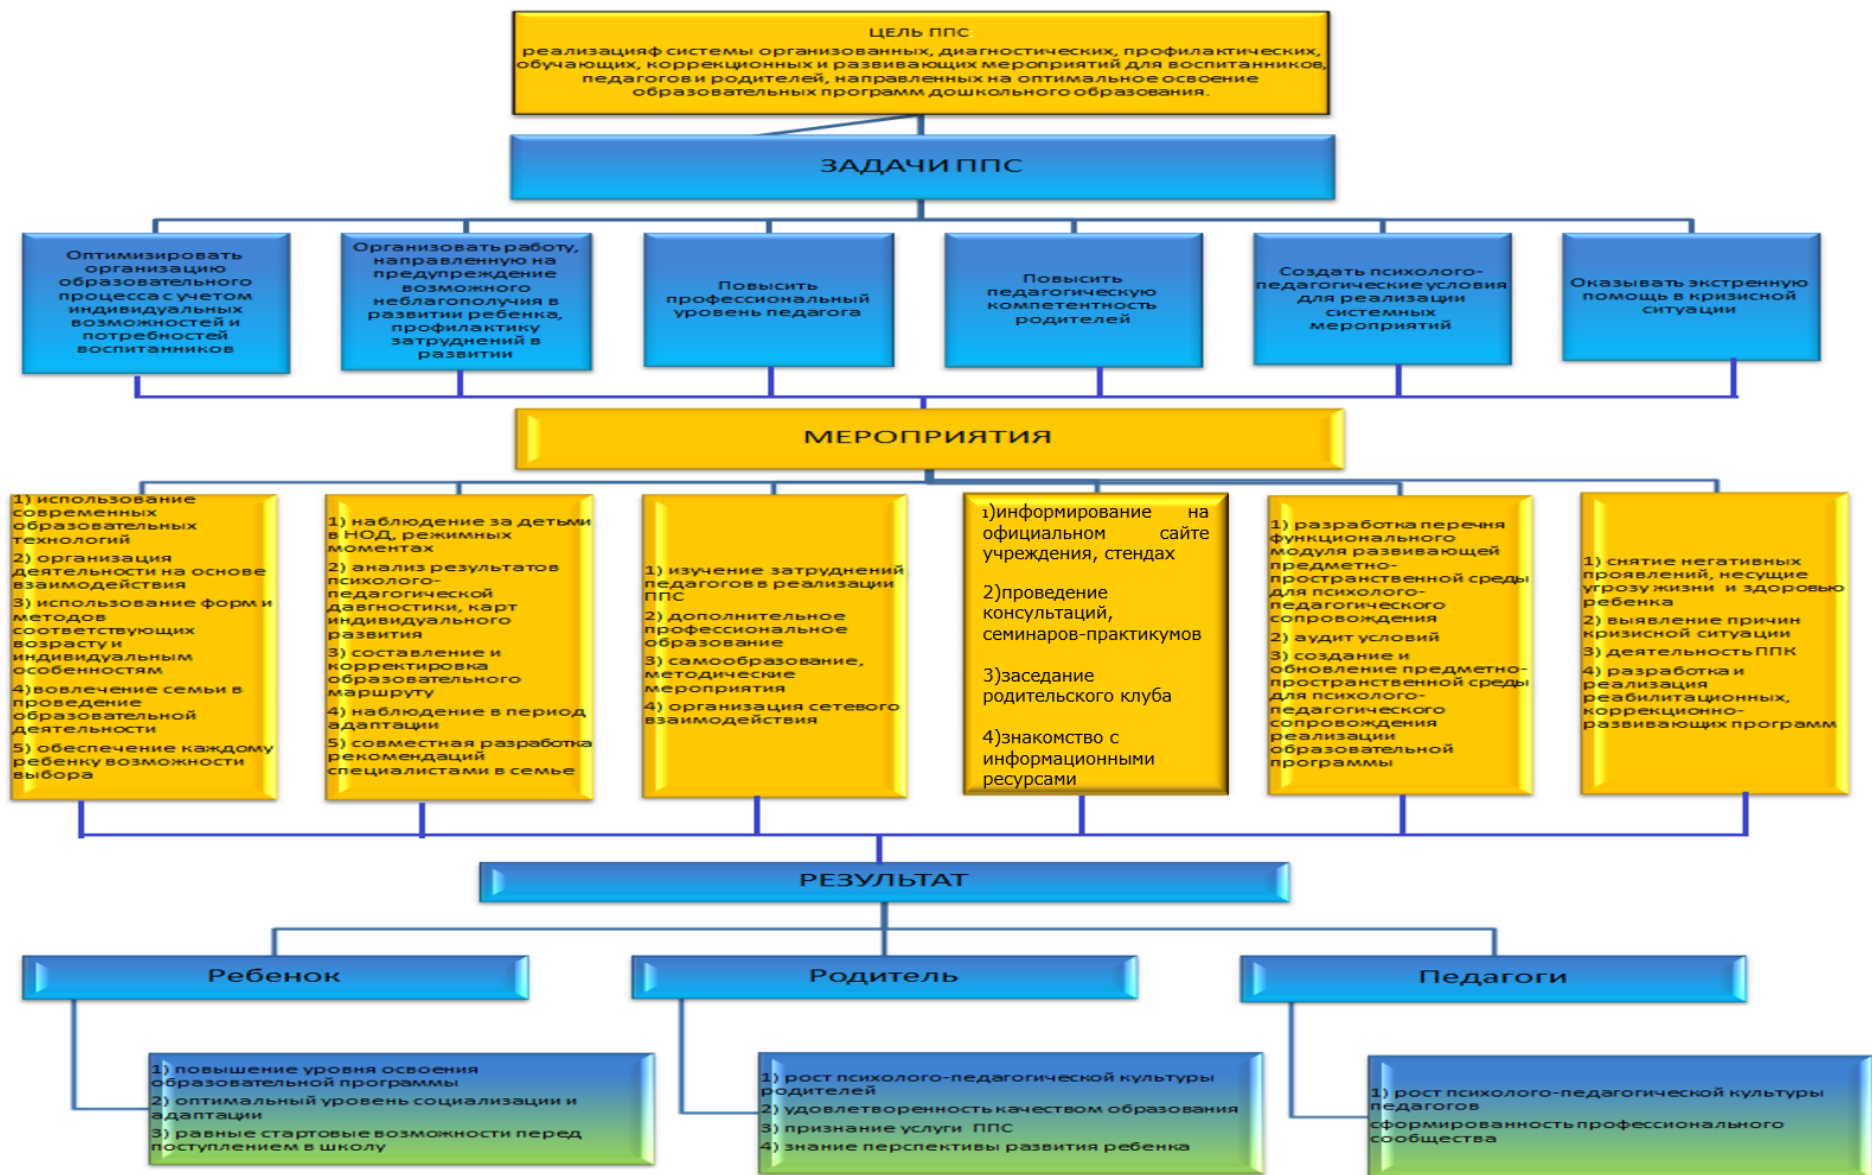 ЦЕЛЬ ППС:
реализацияф системы организованных, диагностических, профилактических,
обучающих, коррекционных и развивающих мероприятий для воспитанников,
педагогов и родителей, направленных на оптимальное освоение
образовательных программ дошкольного образования.
ЗАДАЧИ ППС
Оптимизировать
организацию
образовательного
процесса с учетом
индивидуальных
возможностей и
потребностей
воспитанников
Организовать работу,
направленную на
предупреждение
возможного
неблагополучия в
развитии ребенка,
профилактику
затруднений в
развитии
Повысить
профессиональный
уровень педагога
Повысить
педагогическую
компетентность
родителей
Создать психолого-
педагогические условия
для реализации
системных
мероприятий
Оказывать экстренную
помощь в кризисной
ситуации
МЕРОПРИЯТИЯ
1) использование
современных
образовательных
технологий
2) организация
деятельности на основе
взаимодействия
3) использование форм и
методов
соответствующих
возрасту и
индивидуальным
особенностям
4)вовлечение семьи в
проведение
образовательной
деятельности
5) обеспечение каждому
ребенку возможности
выбора
1) наблюдение за детьми
в НОД, режимных
моментах
2) анализ результатов
психолого-
педагогической
давгностики, карт
индивидуального
развития
3) составление и
корректировка
образовательного
маршруту
4) наблюдение в период
адаптации
5) совместная разработка
рекомендаций
специалистами в семье
1) изучение затруднений
педагогов в реализации
ППС
2) дополнительное
профессиональное
образование
3) самообразование,
методические
мероприятия
4) организация сетевого
взаимодействия
1)информирование на
официальном сайте
учреждения, стендах
2)проведение
консультаций,
семинаров-практикумов
3)заседание
родительского клуба
4)знакомство с
информационными
ресурсами
1) разработка перечня
функционального
модуля развивающей
предметно-
пространственной среды
для психолого-
педагогического
сопровождения
2) аудит условий
3) создание и
обновление предметно-
пространственной среды
для психолого-
педагогического
сопровождения
реализации
образовательной
программы
1) снятие негативных
проявлений, несущие
угрозу жизни и здоровью
ребенка
2) выявление причин
кризисной ситуации
3) деятельность ППК
4) разработка и
реализация
реабилитационных,
коррекционно-
развивающих программ
РЕЗУЛЬТАТ
Ребенок
Родитель
Педагоги
1) повышение уровня освоения
образовательной программы
2) оптимальный уровень социализации и
адаптации
3) равные стартовые возможности перед
поступлением в школу
1) рост психолого-педагогической культуры
родителей
2) удовлетворенность качеством образования
3) признание услуги ППС
4) знание перспективы развития ребенка
1) рост психолого-педагогической культуры
педагогов
сформированность профессионального
сообщества